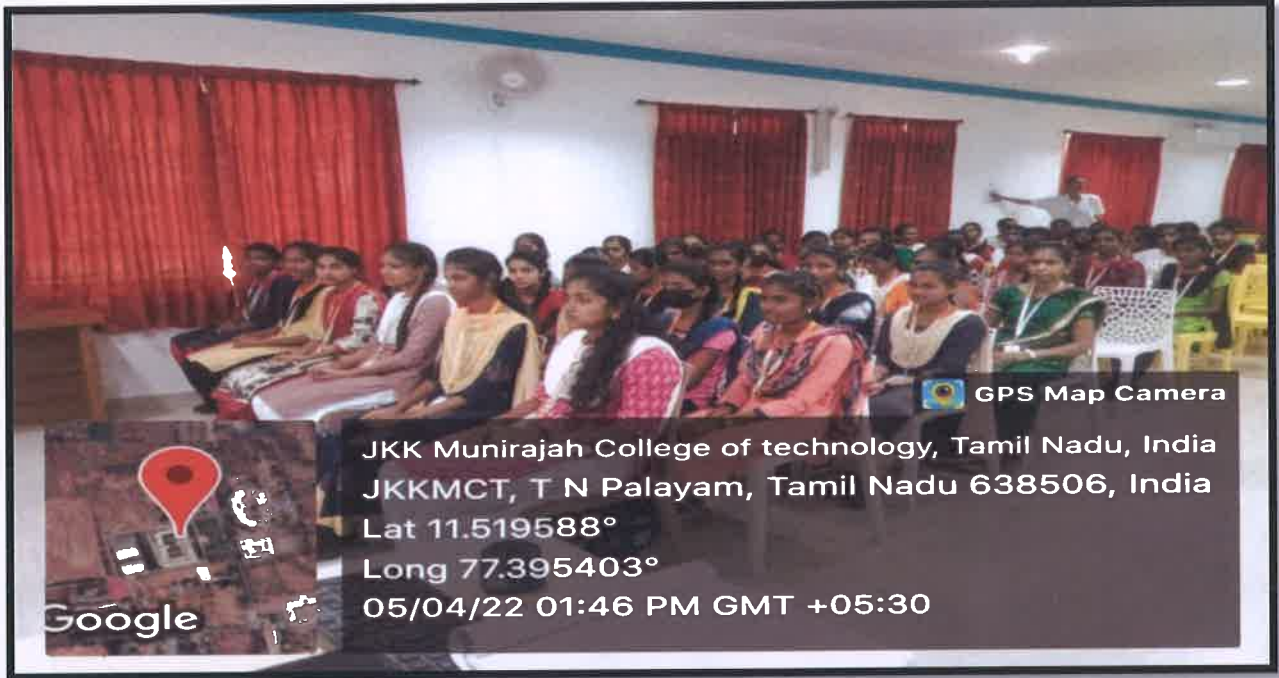 GPS Map Camera
JKK Munirajah College of technology, Tamil Nadu, India
JKKMCT, T N Palayam, Tamil Nadu 638506, India
Lat 11.519588°
Long 77.395403°
05/04/22 01:46 PM GMT +05:30
Google